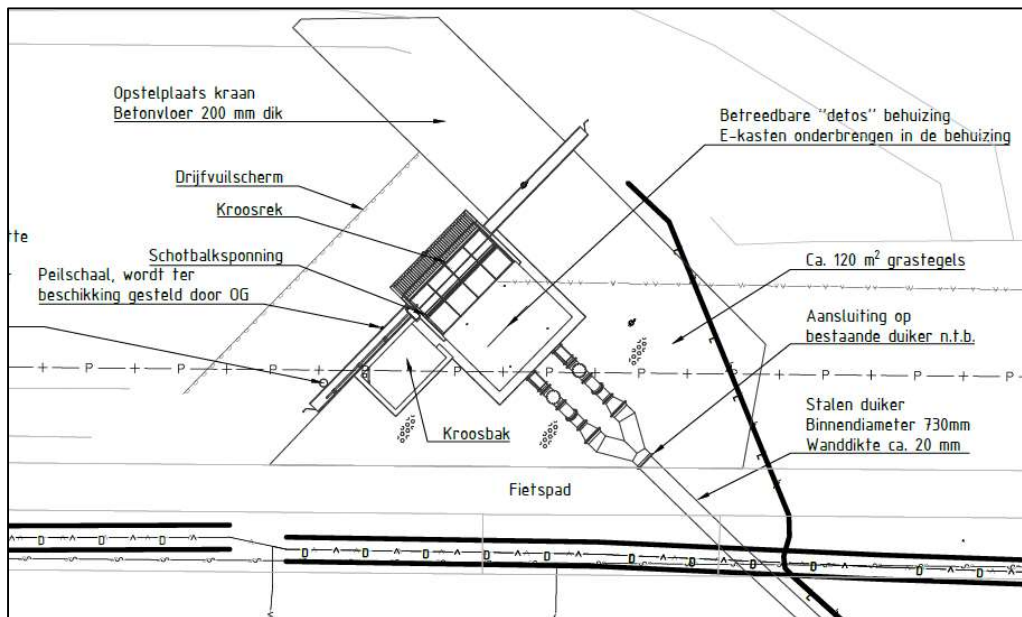 Opstelplaats kraan
Betonvloer 200 mm dik
Betreedbare "detos" behuizing
E-kasten onderbrengen in de behuizing
Drijfvuilscherm
Kroosrek
tte
Schotbalksponning
Peilschaal, wordt ter
beschikking gesteld door OG
Ca. 120 m² grastegels
Aansluiting op
bestaande duiker n.t.b.
Stalen duiker
Binnendiameter 730mm
Wanddikte ca. 20 mm
Kroosbak
Fietspad
P P P P P P P
D D D D D D D D D D D D